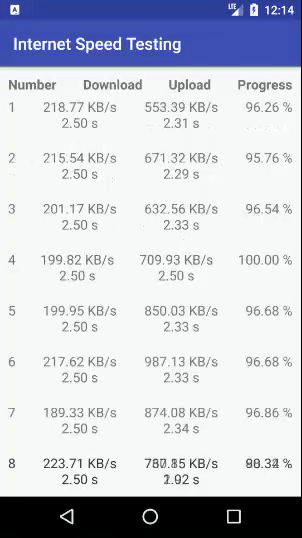 A LTE 12:14
Internet Speed Testing
Number Download Upload Progress
1 218.77 KB/s 553.39 KB/s 96.26 %
2.50 s 2.31 s
2 215.54 KB/s 671.32 KB/s 95.76 %
2.50 s 2.29 s
3 201.17 KB/s 632.56 KB/s 96.54 %
2.50 s 2.33 s
4 199.82 KB/s 709.93 KB/s 100.00 %
2.50 s 2.50 s
5 199.95 KB/s 850.03 KB/s 96.68 %
2.50 s 2.33 s
6 217.62 KB/s 987.13 KB/s 96.68 %
2.50 s 2.33 s
7 189.33 KB/s 874.08 KB/s 96.86 %
2.50 s 2.34 s
8 223.71 KB/s KB/s %
2.50 s s